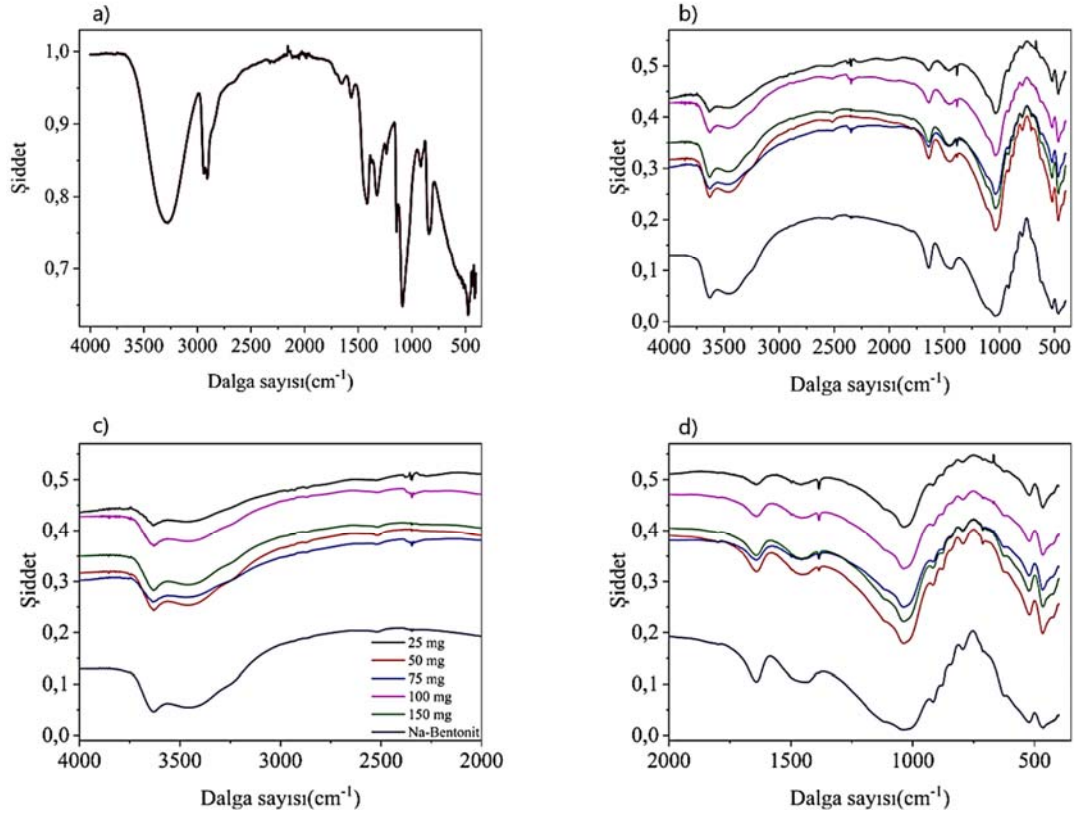 a)
1,0
0,9
0,8
0,7
Şiddet
4000 3500 3000 2500 2000 1500 1000 500
Dalga sayısı(cm⁻¹)
b)
0,5
0,4
0,3
0,2
0,1
0,0
Şiddet
4000 3500 3000 2500 2000 1500 1000 500
Dalga sayısı(cm⁻¹)
c)
0,5
0,4
0,3
0,2
0,1
0,0
Şiddet
25 mg
50 mg
75 mg
100 mg
150 mg
Na-Bentonit
4000 3500 3000 2500 2000
Dalga sayısı(cm⁻¹)
d)
0,5
0,4
0,3
0,2
0,1
0,0
Şiddet
2000 1500 1000 500
Dalga sayısı(cm⁻¹)